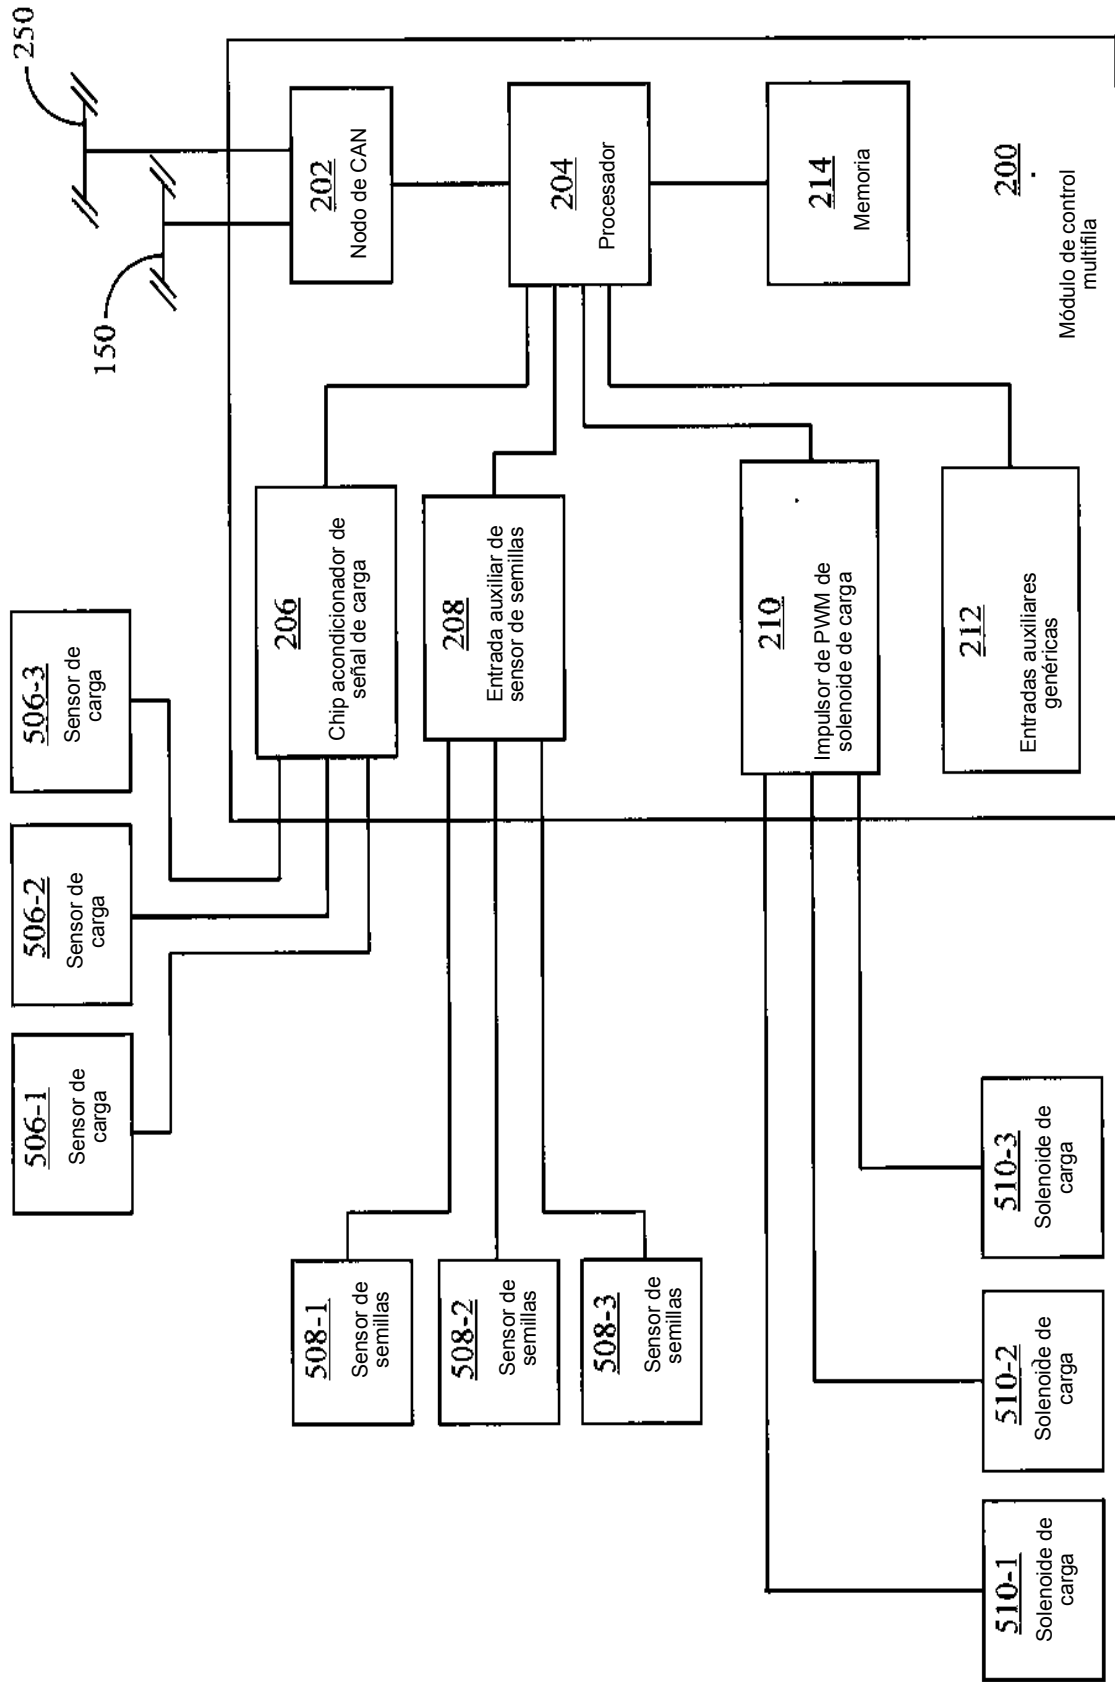 250
150
202
Nodo de CAN
204
Procesador
214
Memoria
200
Módulo de control
multifila
206
Chip acondicionador de
señal de carga
208
Entrada auxiliar de
sensor de semillas
210
Impulsor de PWM de
solenoide de carga
212
Entradas auxiliares
genéricas
506-3
Sensor de
carga
506-2
Sensor de
carga
506-1
Sensor de
carga
508-1
Sensor de
semillas
508-2
Sensor de
semillas
508-3
Sensor de
semillas
510-3
Solenoide de
carga
510-2
Solenoide de
carga
510-1
Solenoide de
carga